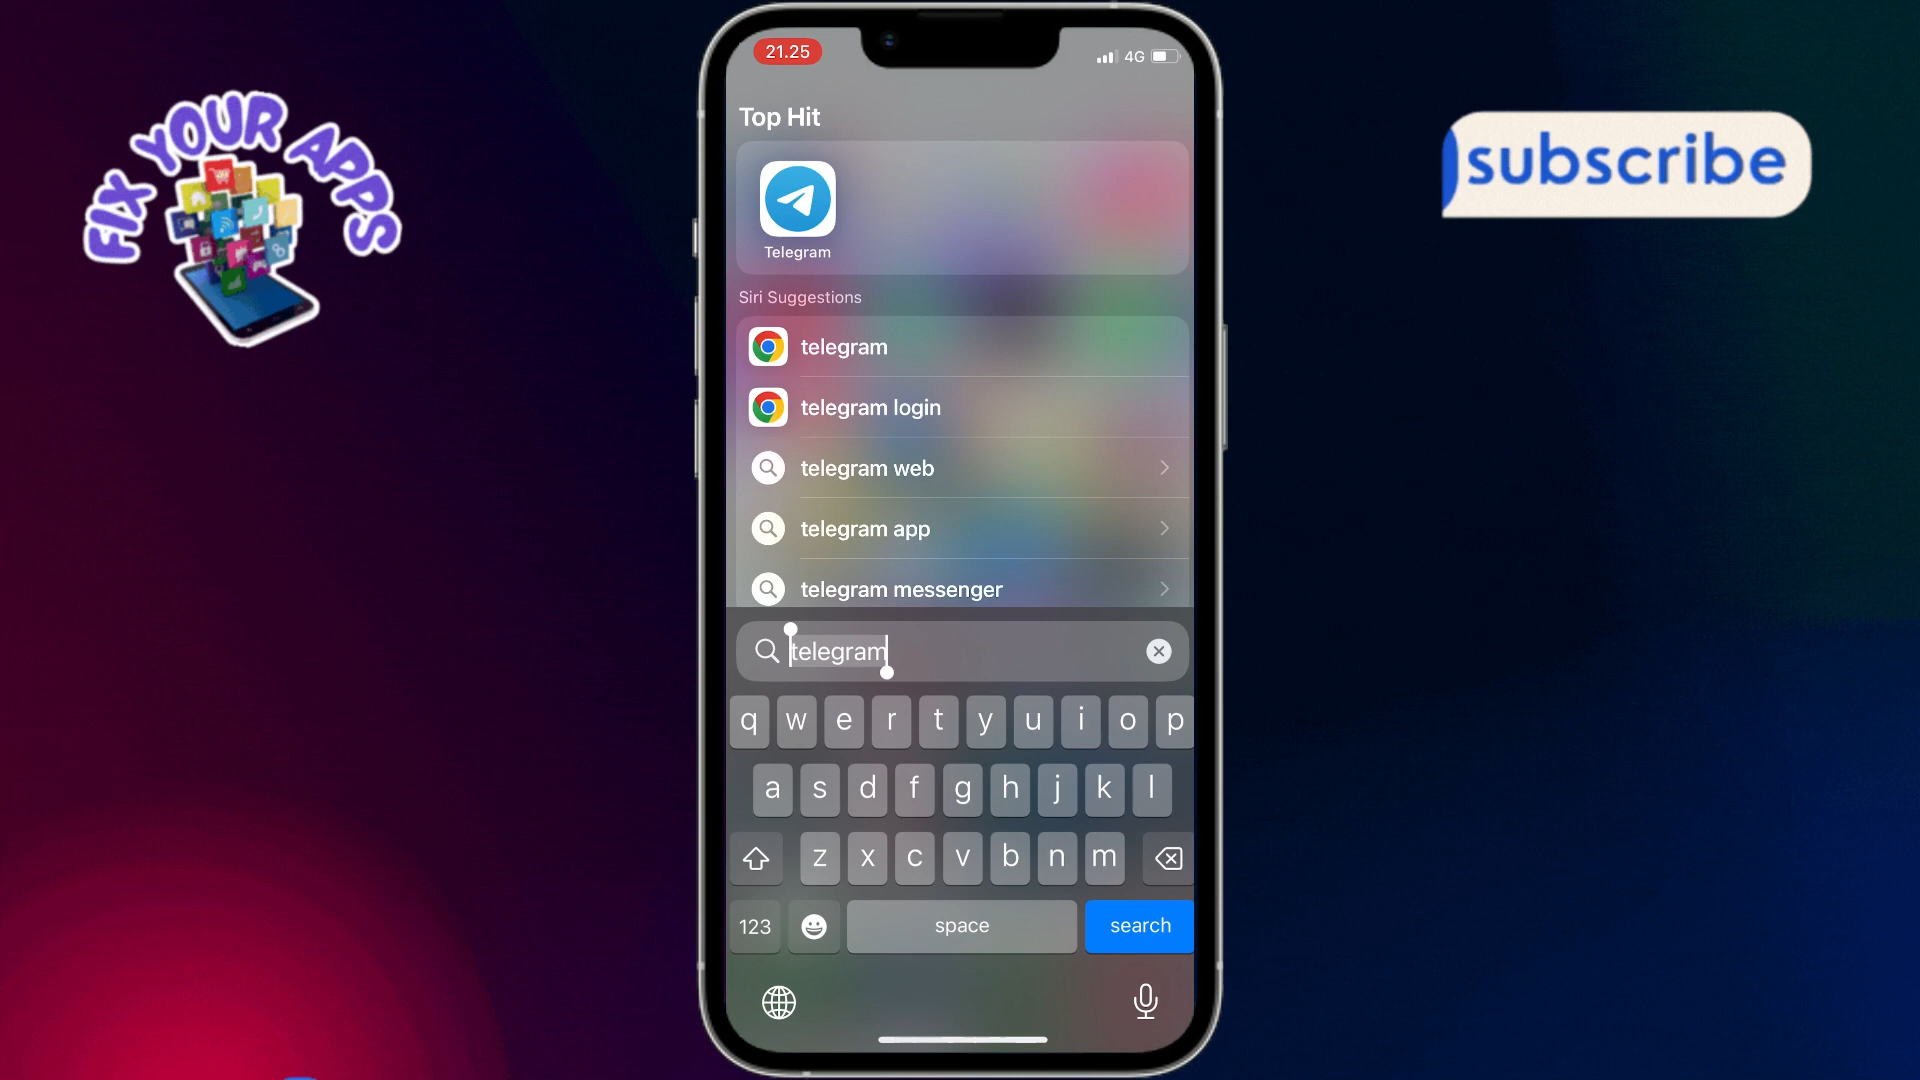 FIX YOUR APPS
subscribe
21.25
4G
Top Hit
Telegram
Siri Suggestions
telegram
telegram login
telegram web
telegram app
telegram messenger
telegram
q w e r t y u i o p
a s d f g h j k l
z x c v b n m
123 space search